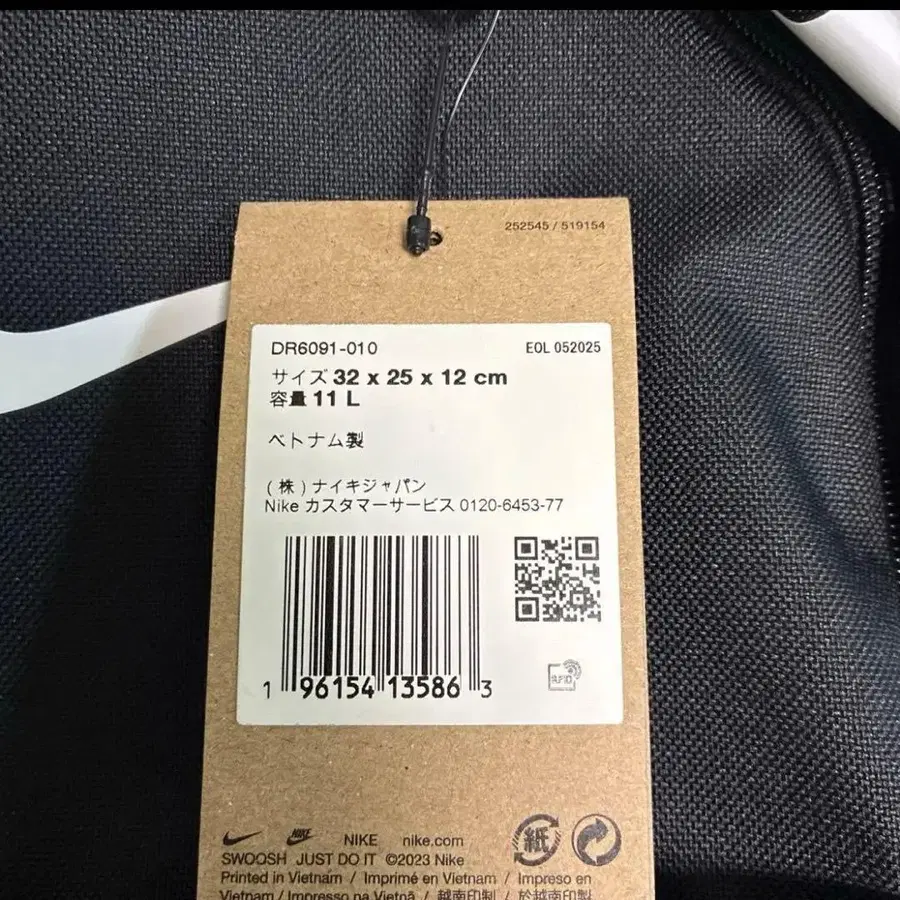 252545 / 519154
DR6091-010 EOL 052025
サイズ 32 x 25 x 12 cm
容量 11 L
ベトナム製
(株)ナイキジャパン
Nike カスタマーサービス 0120-6453-77
1 96154 13586 3
RFID
NIKE NIKE nike.com
紙
SWOOSH JUST DO IT ©2023 Nike
Printed in Vietnam / Imprimé en Vietnam / Impreso en
Vietnam / Impresso na Vietnã / 越南印制 / 於越南印製